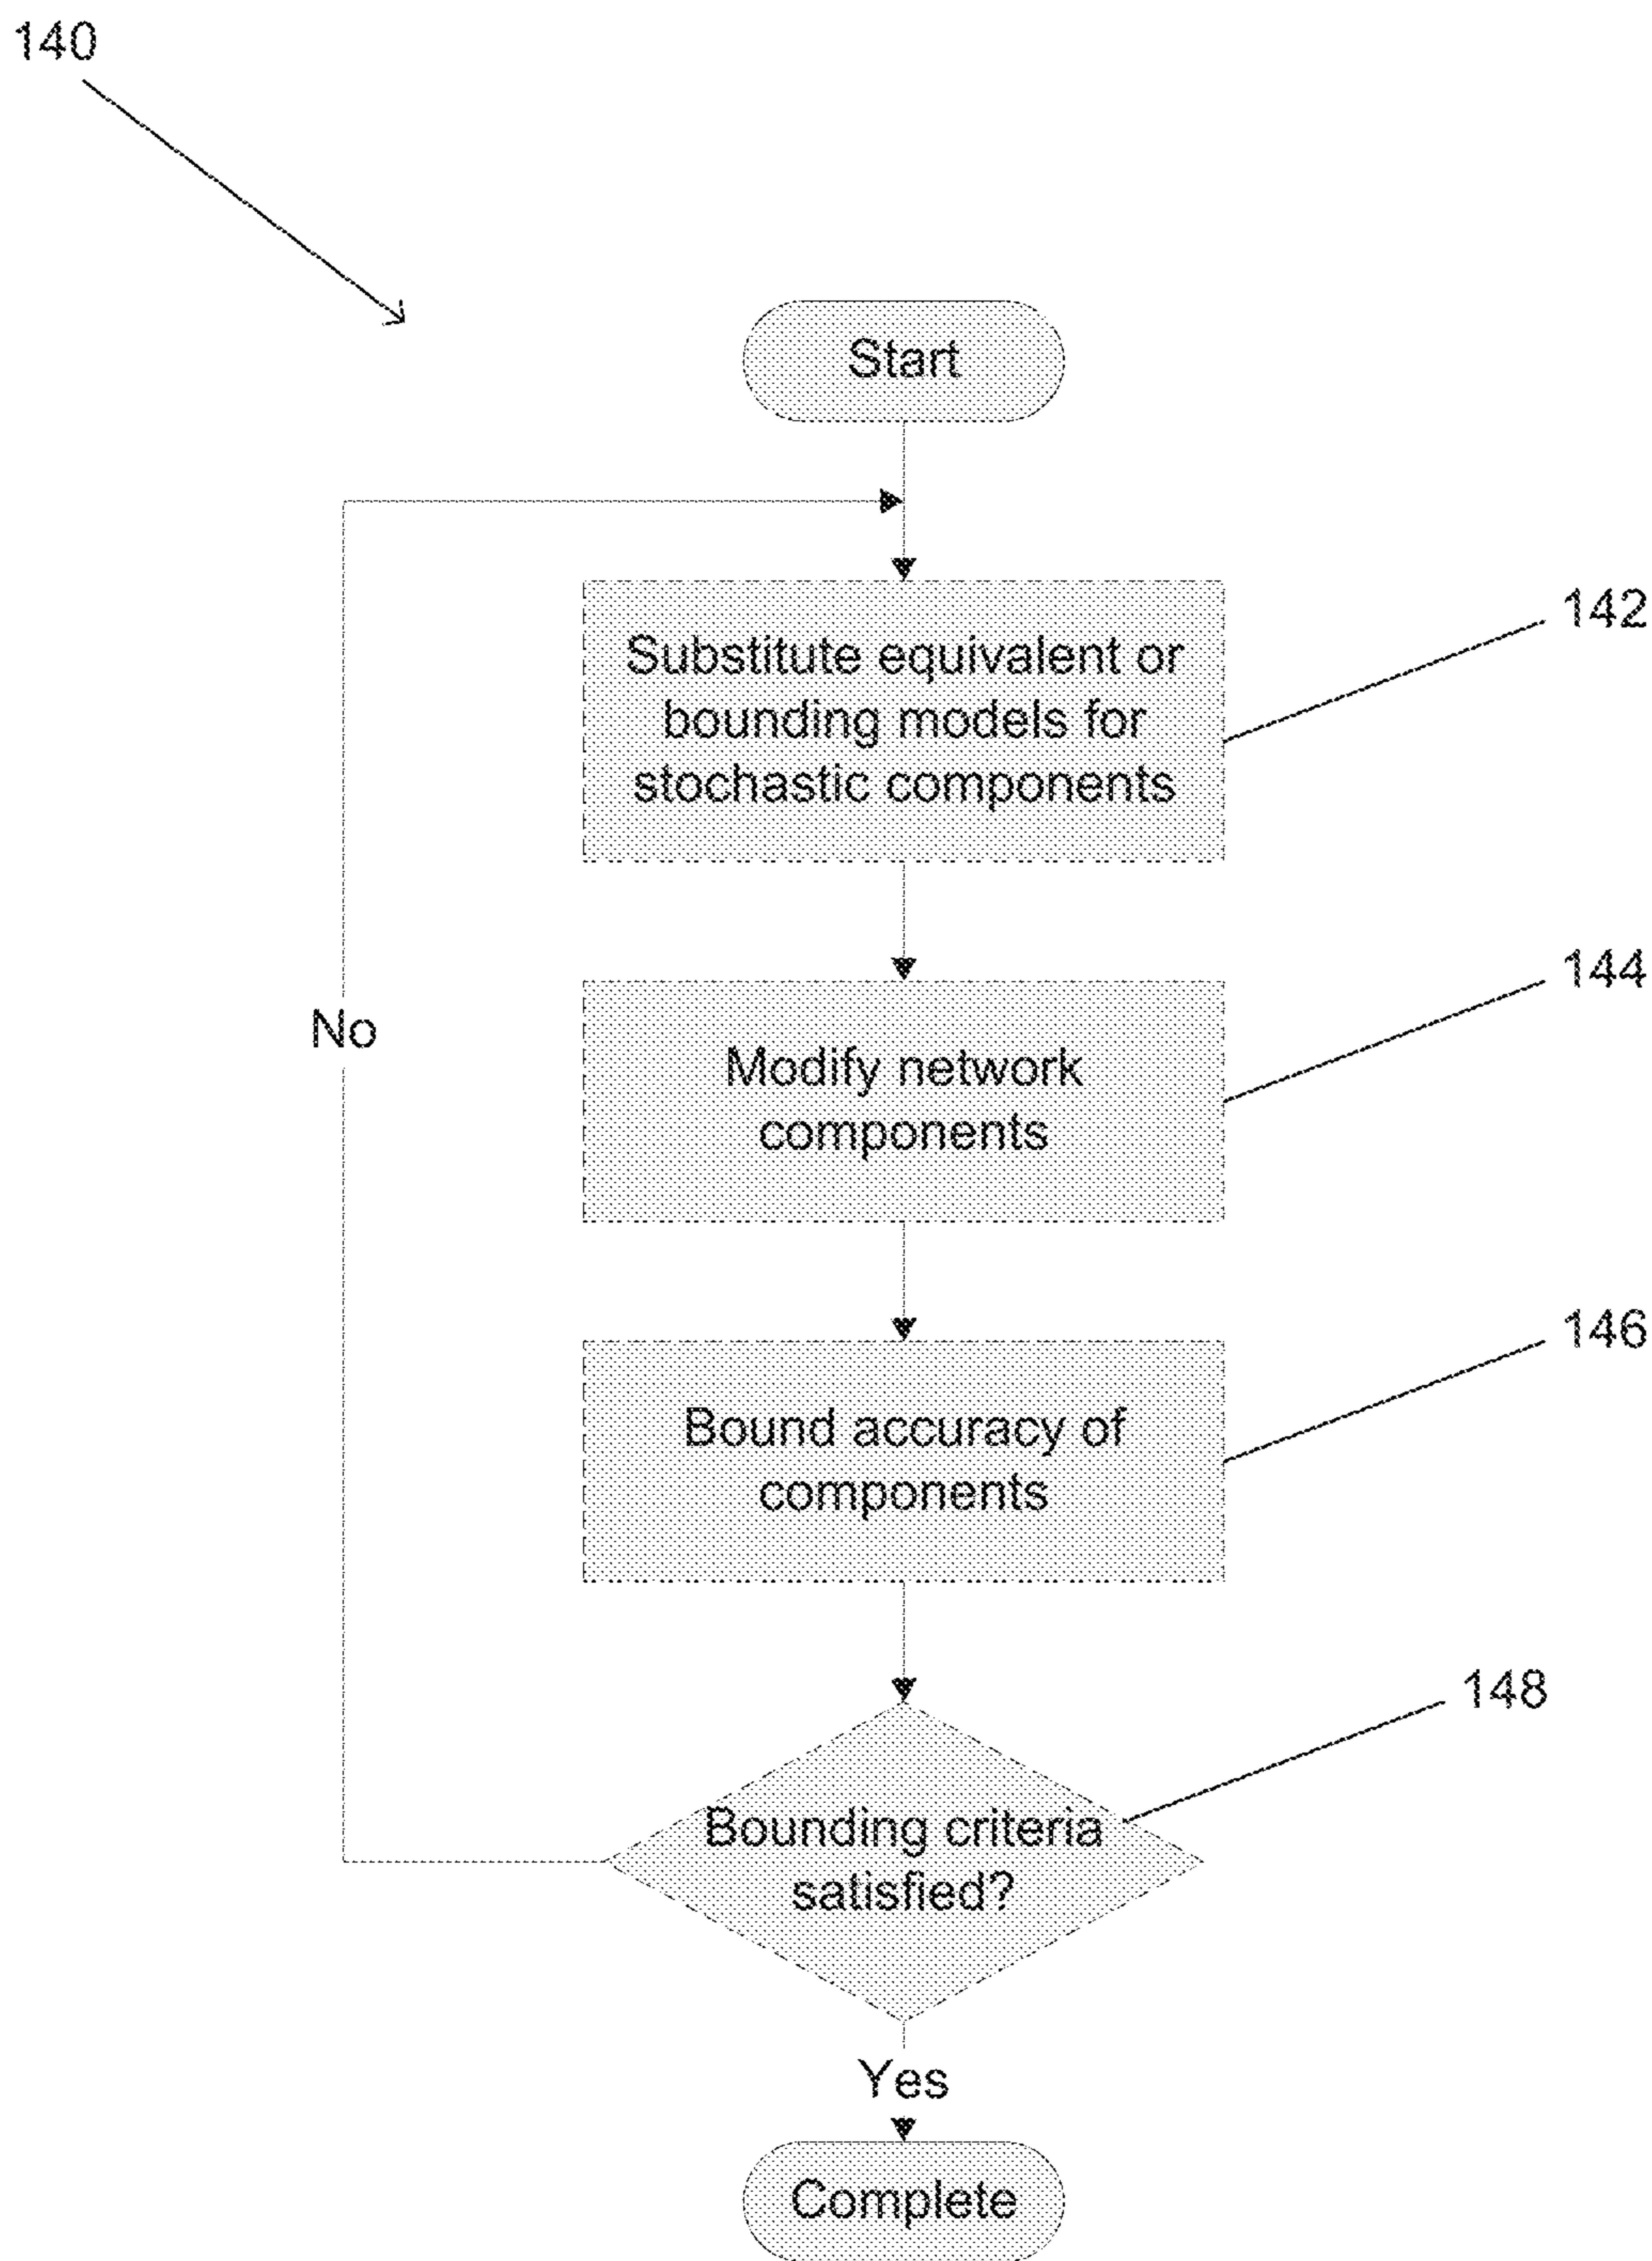 140
Start
Substitute equivalent or
bounding models for
stochastic components
142
Modify network
components
144
No
Bound accuracy of
components
146
Bounding criteria
satisfied?
148
Yes
Complete